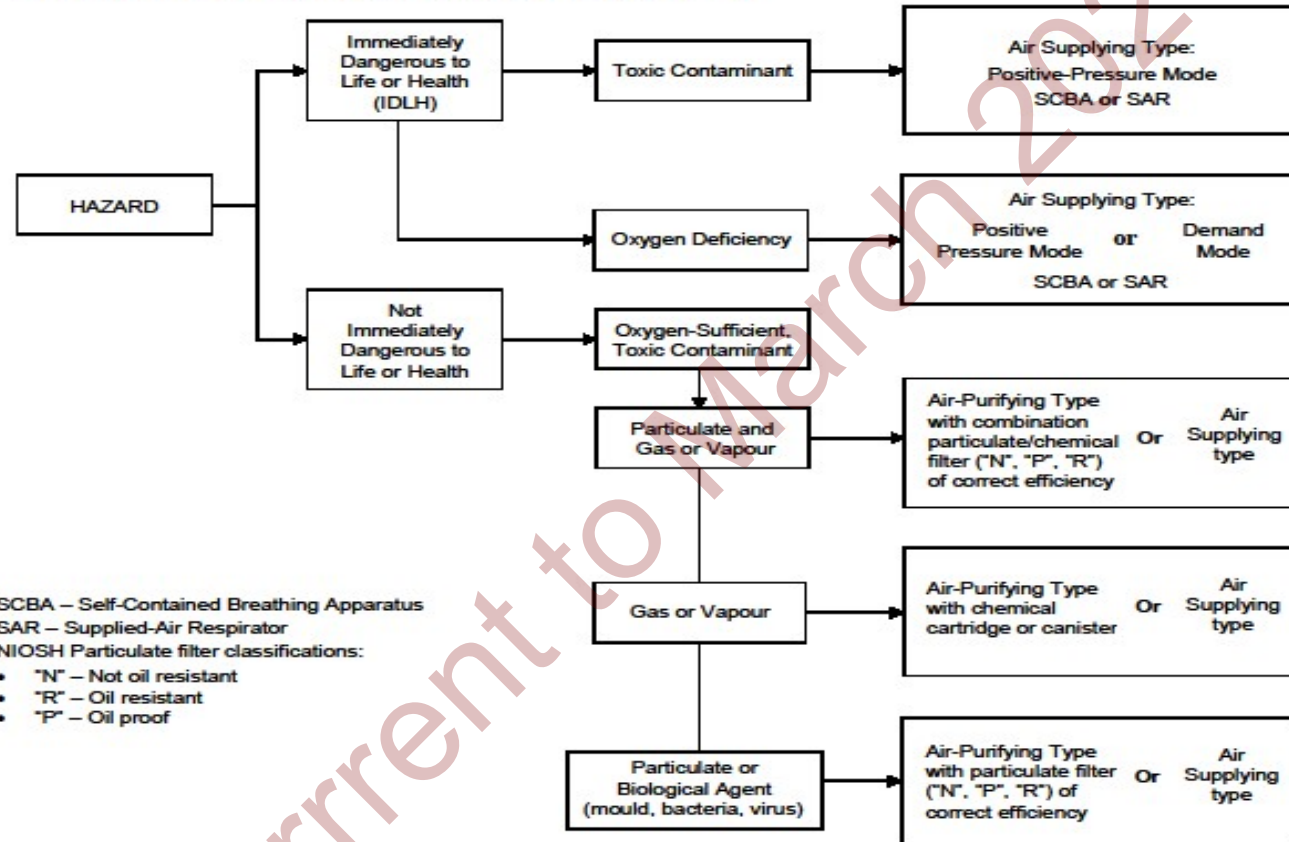 Immediately
Dangerous to
Life or Health
(IDLH)
Toxic Contaminant
Air Supplying Type:
Positive-Pressure Mode
SCBA or SAR
HAZARD
Oxygen Deficiency
Air Supplying Type:
Positive Pressure Mode or Demand Mode
SCBA or SAR
Not
Immediately
Dangerous to
Life or Health
Oxygen-Sufficient,
Toxic Contaminant
Particulate and
Gas or Vapour
Air-Purifying Type
with combination
particulate/chemical
filter ("N", "P", "R")
of correct efficiency
Or
Air
Supplying
type
Gas or Vapour
Air-Purifying Type
with chemical
cartridge or canister
Or
Air
Supplying
type
Particulate or
Biological Agent
(mould, bacteria, virus)
Air-Purifying Type
with particulate filter
("N", "P", "R") of
correct efficiency
Or
Air
Supplying
type
SCBA – Self-Contained Breathing Apparatus
SAR – Supplied-Air Respirator
NIOSH Particulate filter classifications:
• "N" – Not oil resistant
• "R" – Oil resistant
• "P" – Oil proof
to March